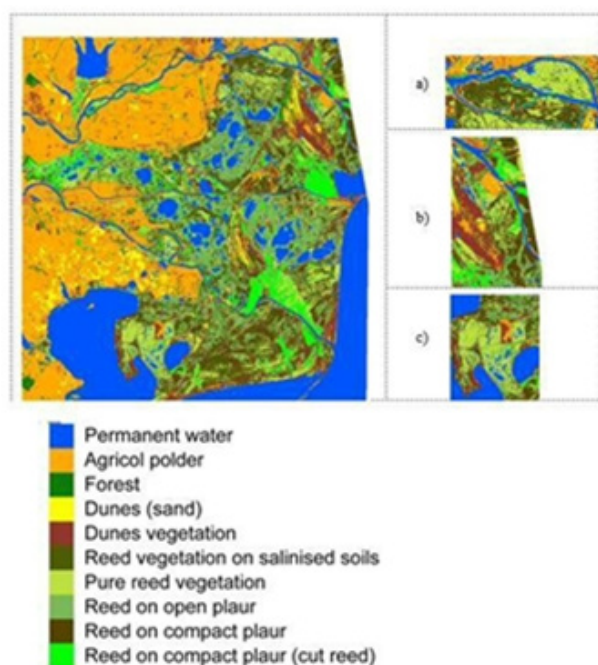 a)
b)
c)
Permanent water
Agricol polder
Forest
Dunes (sand)
Dunes vegetation
Reed vegetation on salinised soils
Pure reed vegetation
Reed on open plaur
Reed on compact plaur
Reed on compact plaur (cut reed)